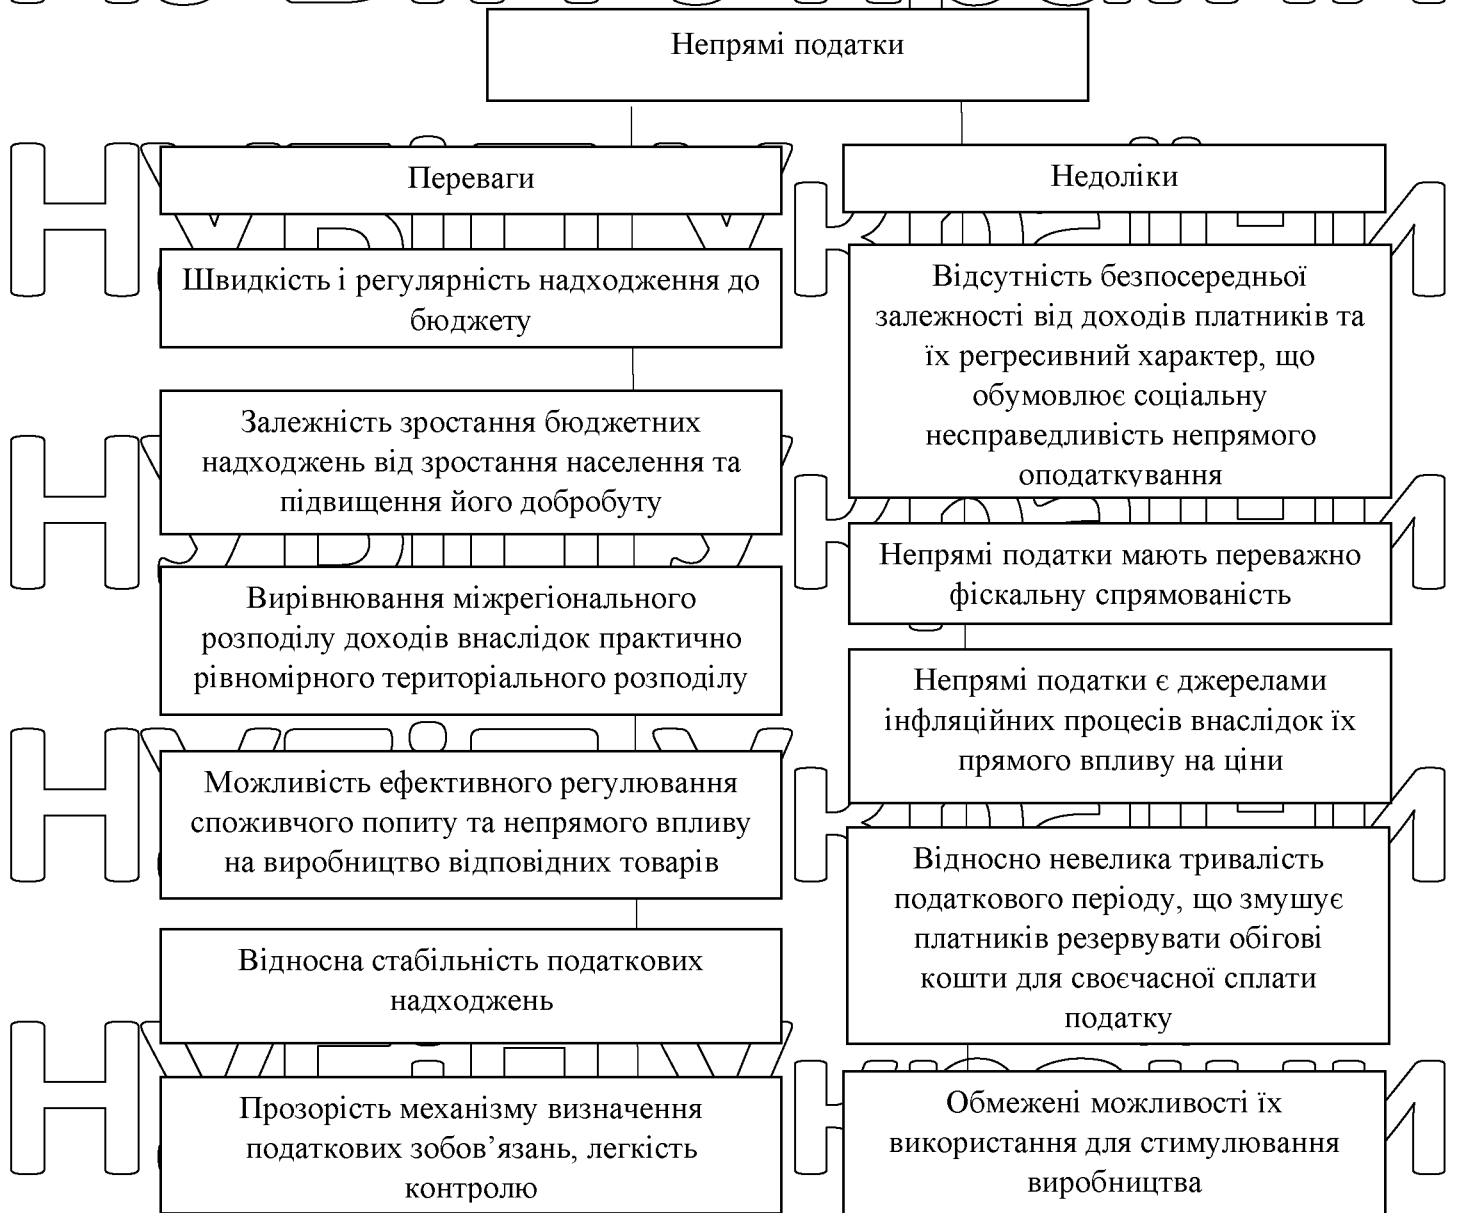 Непрямі податки
Переваги
Швидкість і регулярність надходження до
бюджету
Залежність зростання бюджетних
надходжень від зростання населення та
підвищення його добробуту
Вирівнювання міжрегіонального
розподілу доходів внаслідок практично
рівномірного територіального розподілу
Можливість ефективного регулювання
споживчого попиту та непрямого впливу
на виробництво відповідних товарів
Відносна стабільність податкових
надходжень
Прозорість механізму визначення
податкових зобов’язань, легкість
контролю
Недоліки
Відсутність безпосередньої
залежності від доходів платників та
їх регресивний характер, що
обумовлює соціальну
несправедливість непрямого
оподаткування
Непрямі податки мають переважно
фіскальну спрямованість
Непрямі податки є джерелами
інфляційних процесів внаслідок їх
прямого впливу на ціни
Відносно невелика тривалість
податкового періоду, що змушує
платників резервувати обігові
кошти для своєчасної сплати
податку
Обмежені можливості їх
використання для стимулювання
виробництва